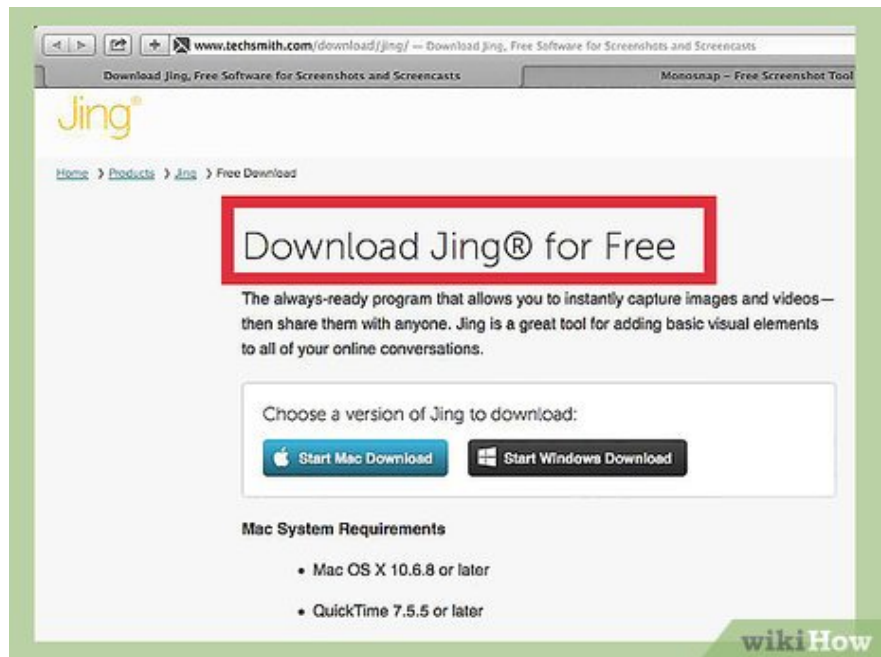 www.techsmith.com/download/jing/ — Download Jing, Free Software for Screenshots and Screencasts
Download Jing, Free Software for Screenshots and Screencasts
Monosnap – Free Screenshot Tool
Jing®
Home > Products > Jing > Free Download
Download Jing® for Free
The always-ready program that allows you to instantly capture images and videos—
then share them with anyone. Jing is a great tool for adding basic visual elements
to all of your online conversations.
Choose a version of Jing to download:
Start Mac Download
Start Windows Download
Mac System Requirements
• Mac OS X 10.6.8 or later
• QuickTime 7.5.5 or later
wikiHow